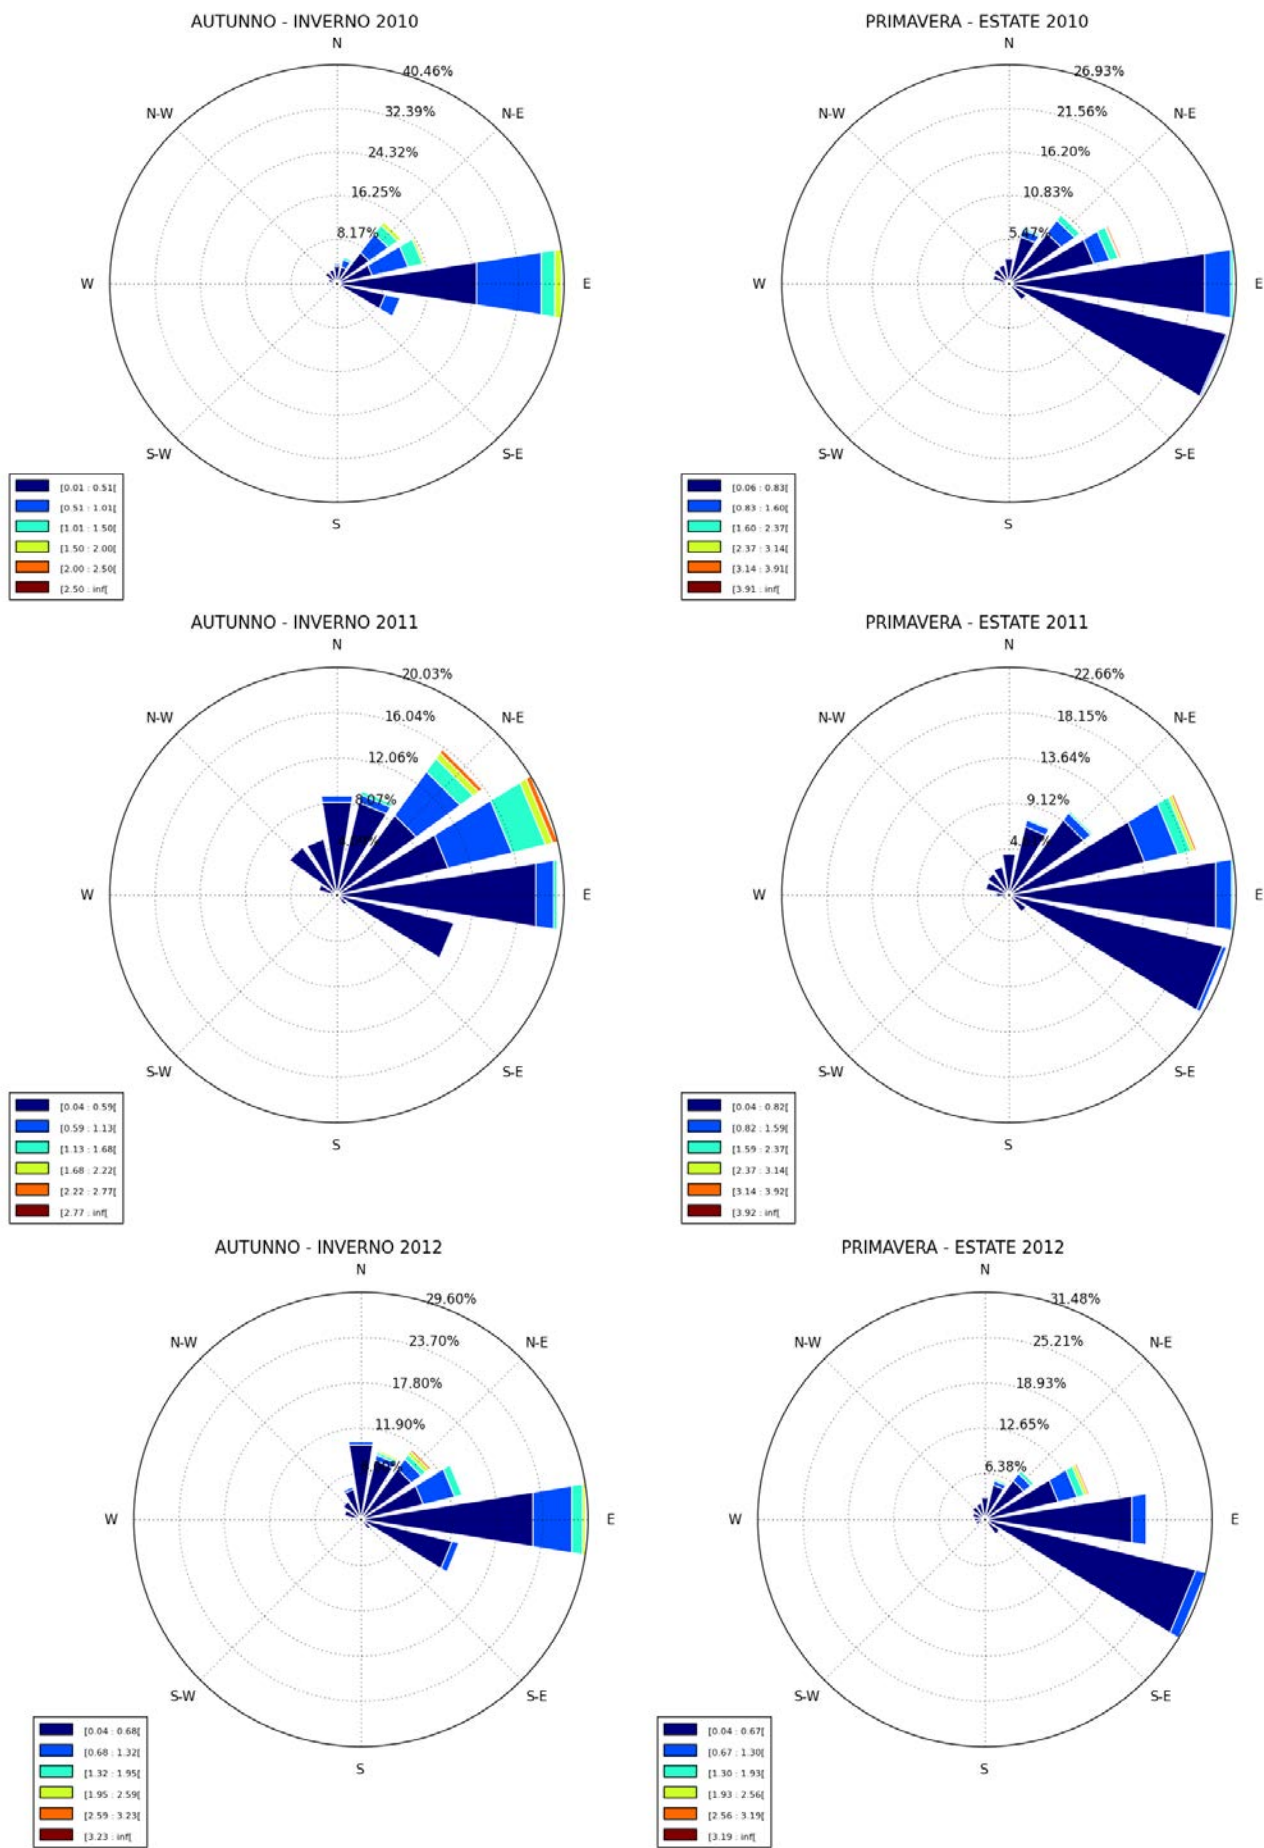 AUTUNNO - INVERNO 2010
N
40.46%
N-W
32.39%
N-E
24.32%
16.25%
8.17%
W
E
S-W
S-E
S
[0.01 : 0.51[
[0.51 : 1.01[
[1.01 : 1.50[
[1.50 : 2.00[
[2.00 : 2.50[
[2.50 : inf[
PRIMAVERA - ESTATE 2010
N
26.93%
N-W
21.56%
N-E
16.20%
10.83%
5.47%
W
E
S-W
S-E
S
[0.06 : 0.83[
[0.83 : 1.60[
[1.60 : 2.37[
[2.37 : 3.14[
[3.14 : 3.91[
[3.91 : inf[
AUTUNNO - INVERNO 2011
N
20.03%
N-W
16.04%
N-E
12.06%
8.07%
W
E
S-W
S-E
S
[0.04 : 0.59[
[0.59 : 1.13[
[1.13 : 1.68[
[1.68 : 2.22[
[2.22 : 2.77[
[2.77 : inf[
PRIMAVERA - ESTATE 2011
N
22.66%
N-W
18.15%
N-E
13.64%
9.12%
W
E
S-W
S-E
S
[0.04 : 0.82[
[0.82 : 1.59[
[1.59 : 2.37[
[2.37 : 3.14[
[3.14 : 3.92[
[3.92 : inf[
AUTUNNO - INVERNO 2012
N
29.60%
N-W
23.70%
N-E
17.80%
11.90%
W
E
S-W
S-E
S
[0.04 : 0.68[
[0.68 : 1.32[
[1.32 : 1.95[
[1.95 : 2.59[
[2.59 : 3.23[
[3.23 : inf[
PRIMAVERA - ESTATE 2012
N
31.48%
N-W
25.21%
N-E
18.93%
12.65%
6.38%
W
E
S-W
S-E
S
[0.04 : 0.67[
[0.67 : 1.30[
[1.30 : 1.93[
[1.93 : 2.56[
[2.56 : 3.19[
[3.19 : inf[